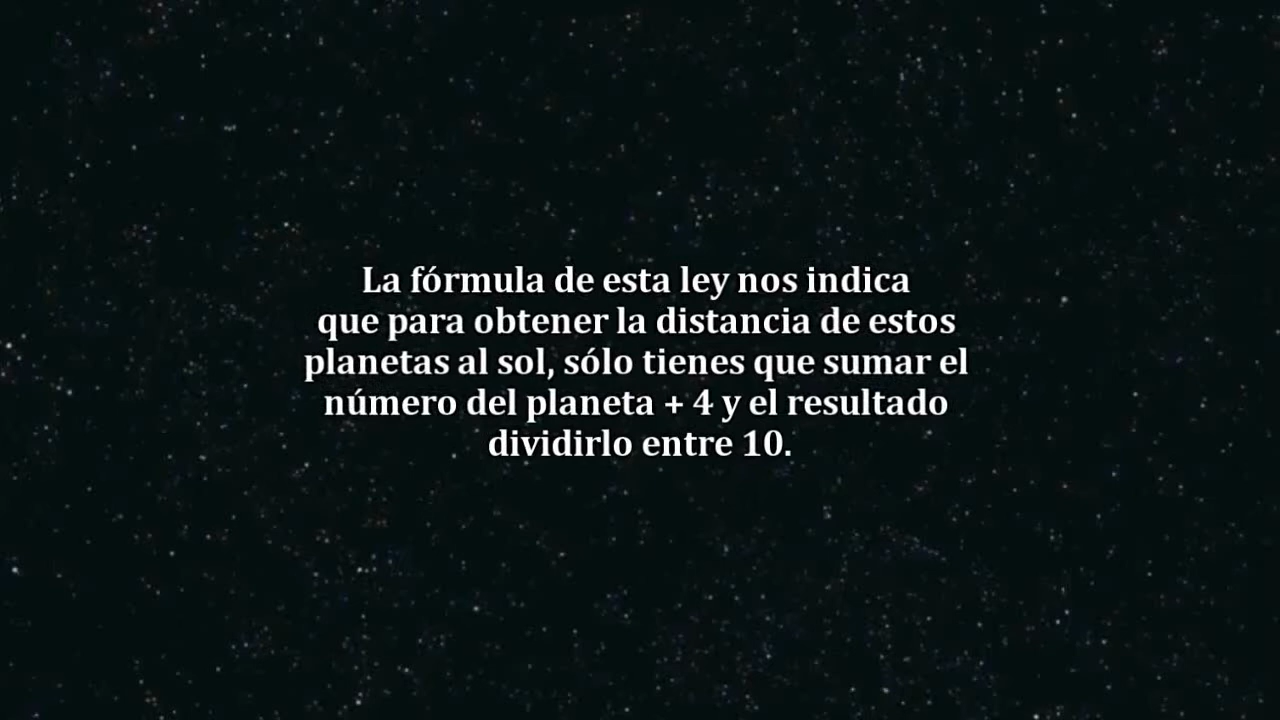 La fórmula de esta ley nos indica
que para obtener la distancia de estos
planetas al sol, sólo tienes que sumar el
número del planeta + 4 y el resultado
dividirlo entre 10.